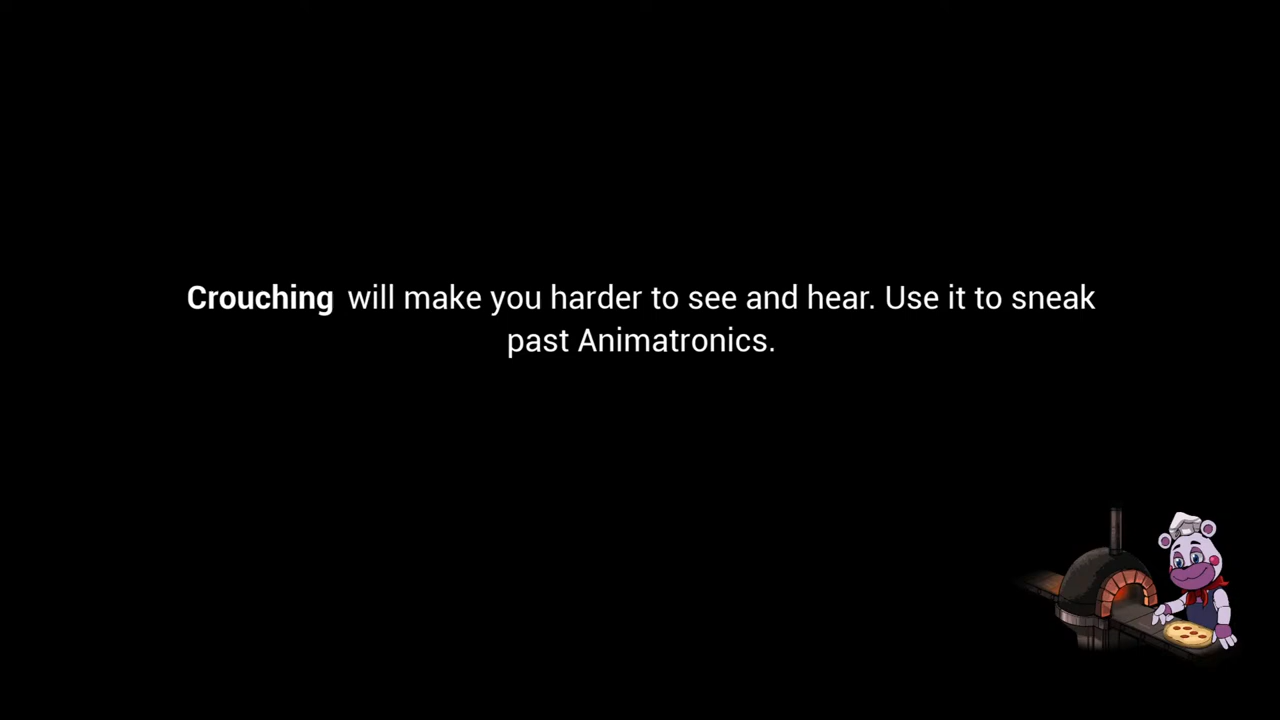 Crouching will make you harder to see and hear. Use it to sneak
past Animatronics.